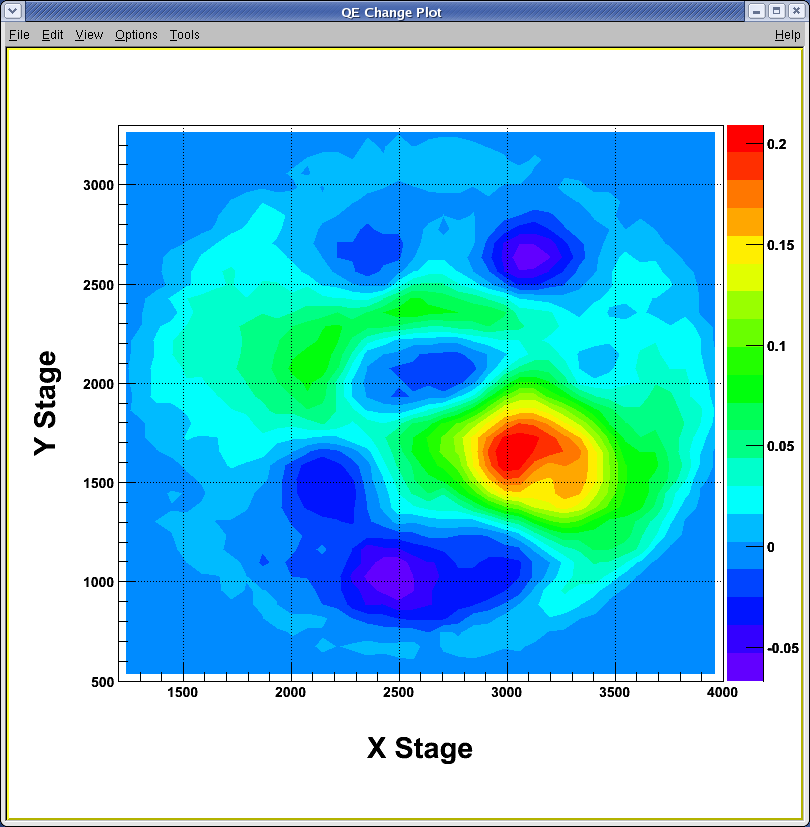 QE Change Plot
File Edit View Options Tools Help
0.2
3000
0.15
2500
0.1
Y Stage
2000
0.05
1500
0
1000
-0.05
500
1500 2000 2500 3000 3500 4000
X Stage